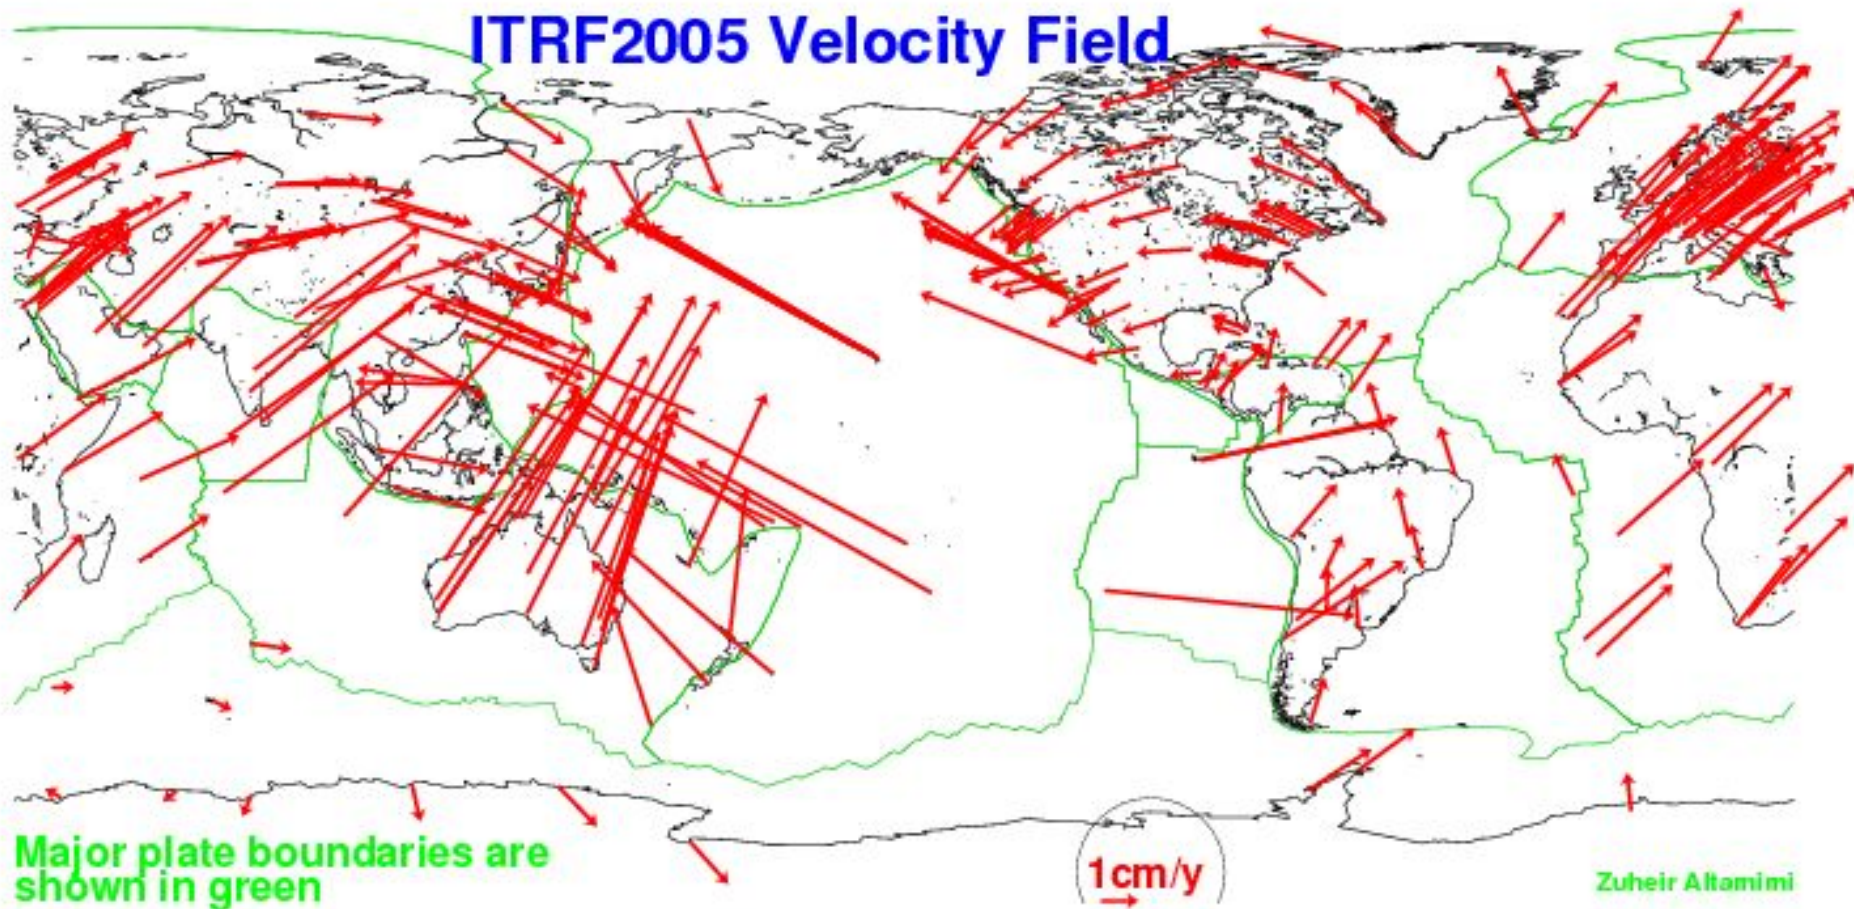 ITRF2005 Velocity Field
Major plate boundaries are
shown in green
1cm/y
Zuheir Altamimi